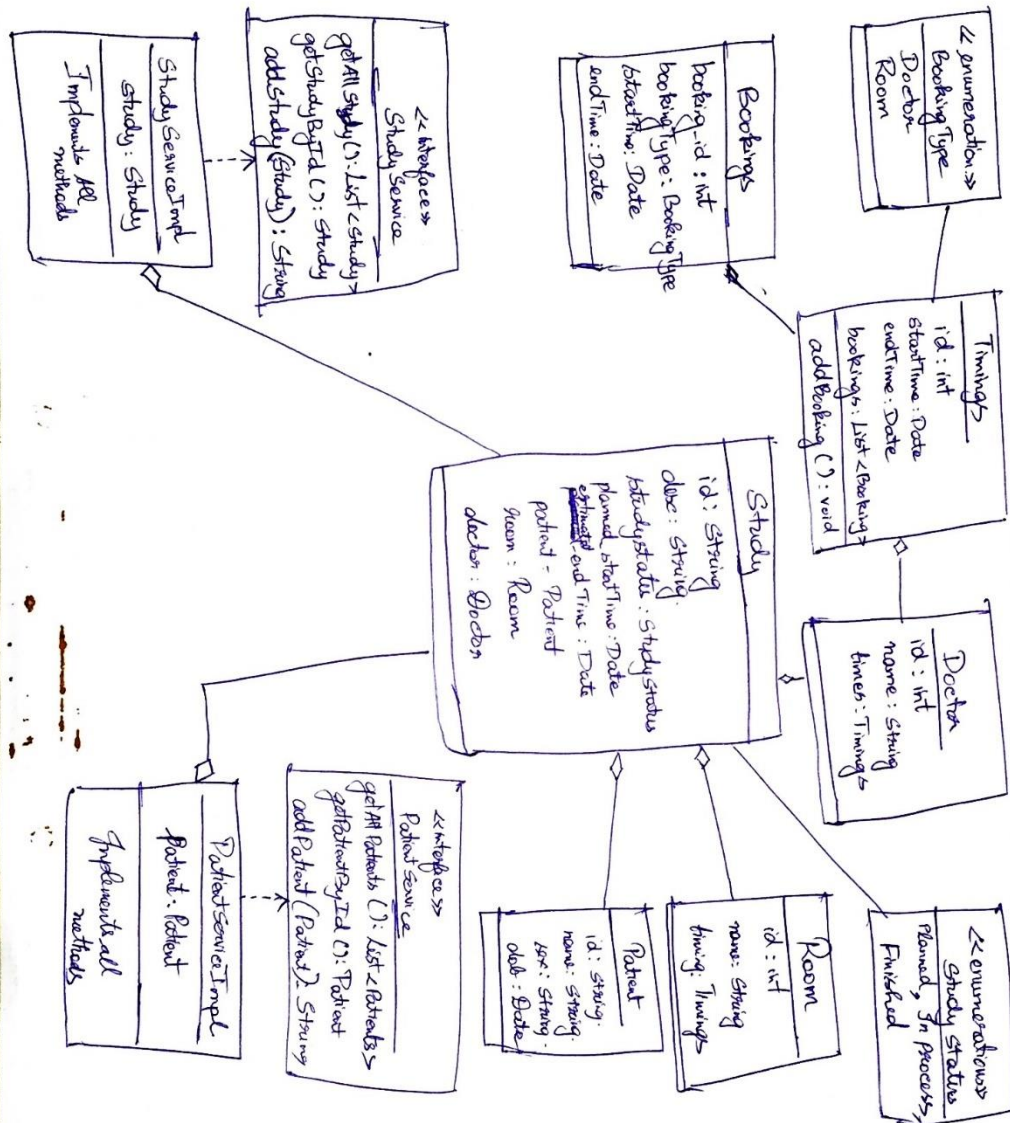 <<enumeration>>
BookingType
Doctor
Room
Timings
id : int
startTime : Date
endTime : Date
bookings : List<Booking>
addBooking() : void
Doctor
id : int
name : String
times : Timings
<<enumerations>>
Study Status
Planned, In process,
Finished
Bookings
booking_id : int
bookingType : BookingType
startTime : Date
endTime : Date
Study
id : String
desc : String.
studystatus : StudyStatus
planned_startTime : Date
estimated-endTime : Date
patient - Patient
room : Room
doctor : Doctor
Room
id : int
name : String
timing : Timings
Patient
id : String.
name : String.
sex : String.
dob : Date
<<interface>>
StudyService
getAllStudy() : List<Study>
getStudyById() : Study
addStudy(Study) : String
StudyServiceImpl
study : Study
Implements All
methods
<<interface>>
PatientService
getAllPatients() : List<Patients>
getPatientById() : Patient
addPatient(Patient) : String
PatientServiceImpl
Patient : Patient
Implements all
methods